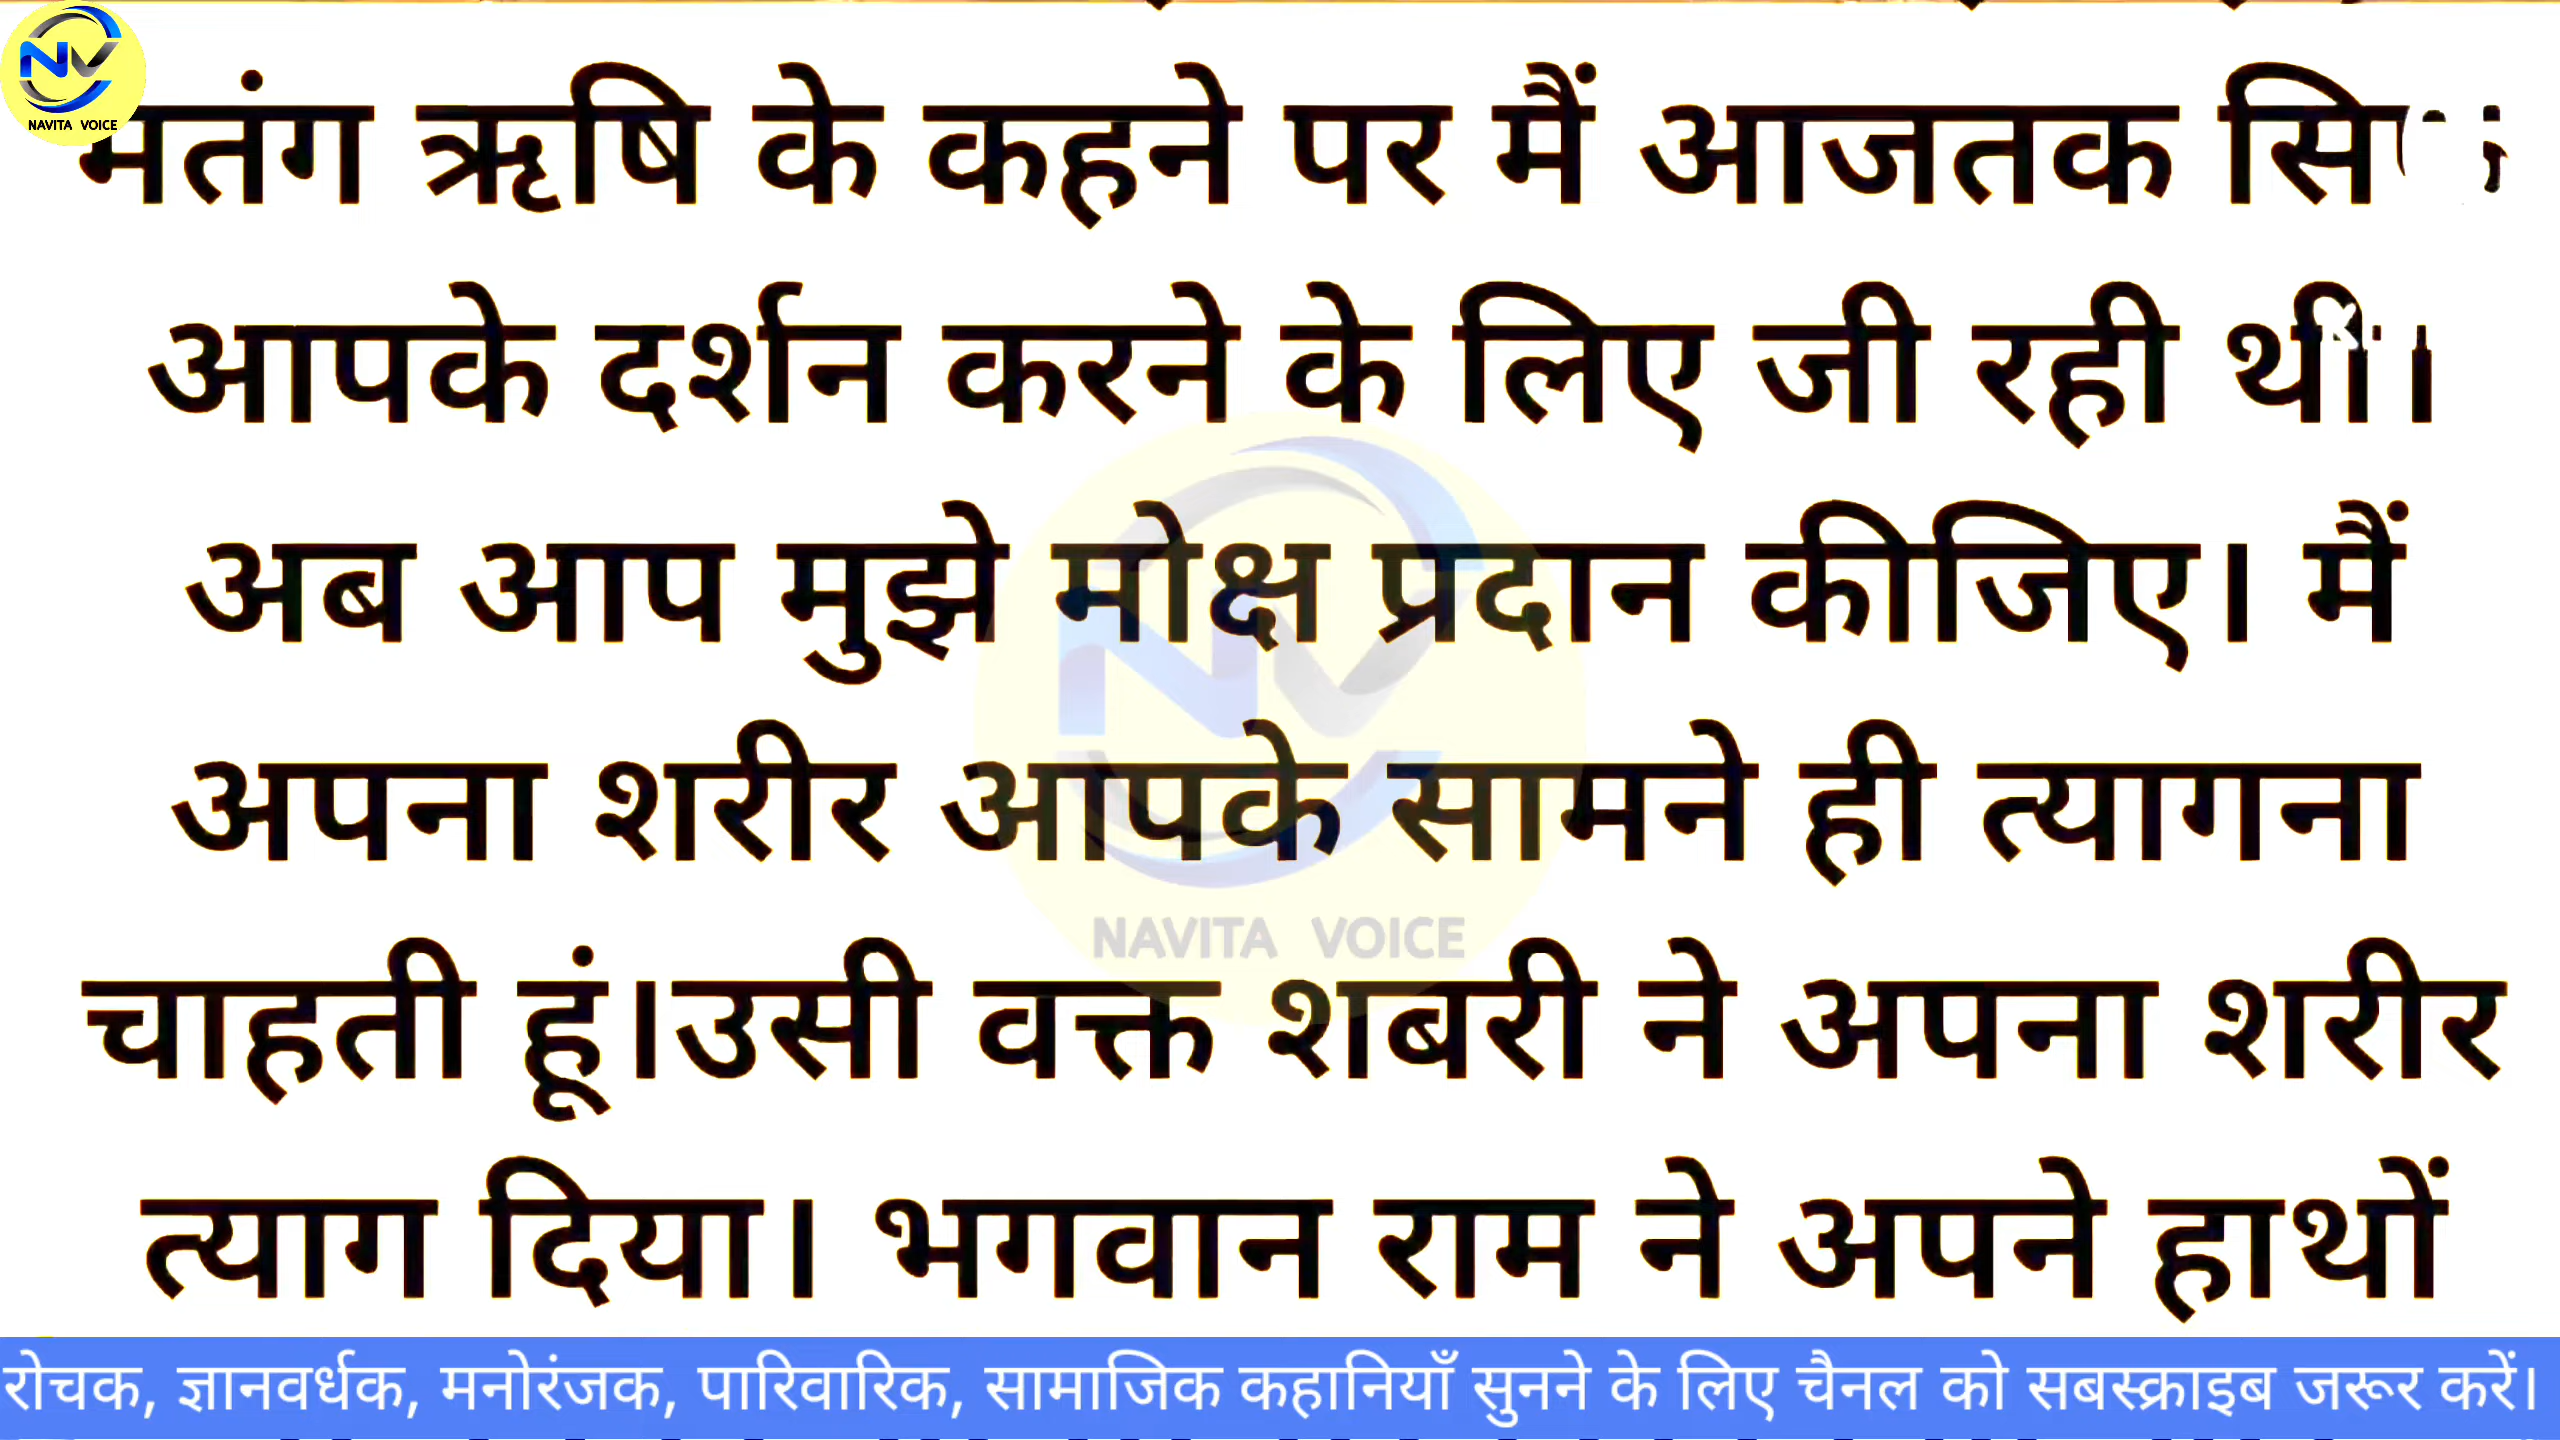 NAVITA VOICE
मतंग ऋषि के कहने पर मैं आजतक
आपके दर्शन करने के लिए जी रही थी।
अब आप मुझे मोक्ष प्रदान कीजिए। मैं
अपना शरीर आपके सामने ही त्यागना
NAVITA VOICE
चाहती हूं।उसी वक्त शबरी ने अपना शरीर
त्याग दिया। भगवान राम ने अपने हाथों
रोचक, ज्ञानवर्धक, मनोरंजक, पारिवारिक, सामाजिक कहानियाँ सुनने के लिए चैनल को सबस्क्राइब जरूर करें।